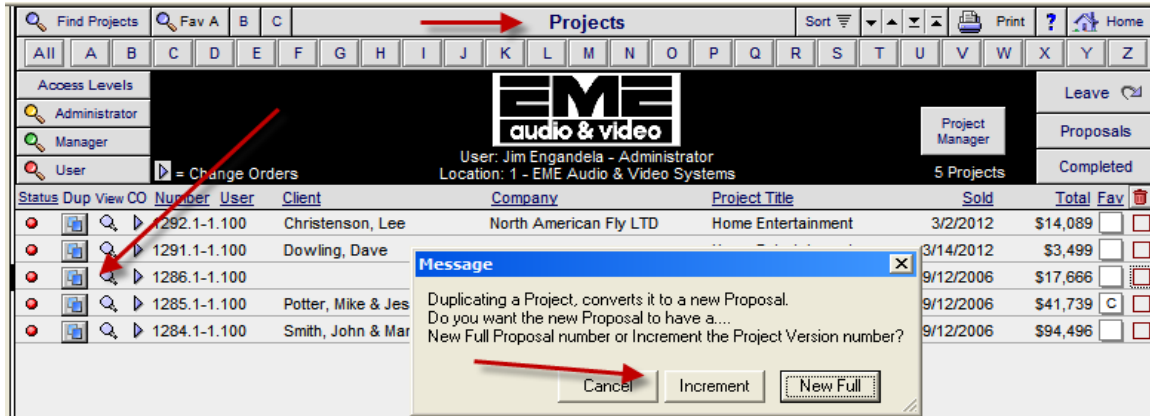 Find Projects Fav A B C Projects Sort Print ? Home
All A B C D E F G H I J K L M N O P Q R S T U V W X Y Z
Access Levels
Administrator
Manager
User
EME
audio & video
User: Jim Engandela - Administrator
= Change Orders Location: 1 - EME Audio & Video Systems
Project
Manager
5 Projects
Leave
Proposals
Completed
Status Dup View CO Number User Client Company Project Title Sold Total Fav
1292.1-1.100 Christenson, Lee North American Fly LTD Home Entertainment 3/2/2012 $14,089
1291.1-1.100 Dowling, Dave 3/14/2012 $3,499
1286.1-1.100 9/12/2006 $17,666
1285.1-1.100 Potter, Mike & Jes 9/12/2006 $41,739 C
1284.1-1.100 Smith, John & Mar 9/12/2006 $94,496
Message
Duplicating a Project, converts it to a new Proposal.
Do you want the new Proposal to have a....
New Full Proposal number or Increment the Project Version number?
Cancel Increment New Full